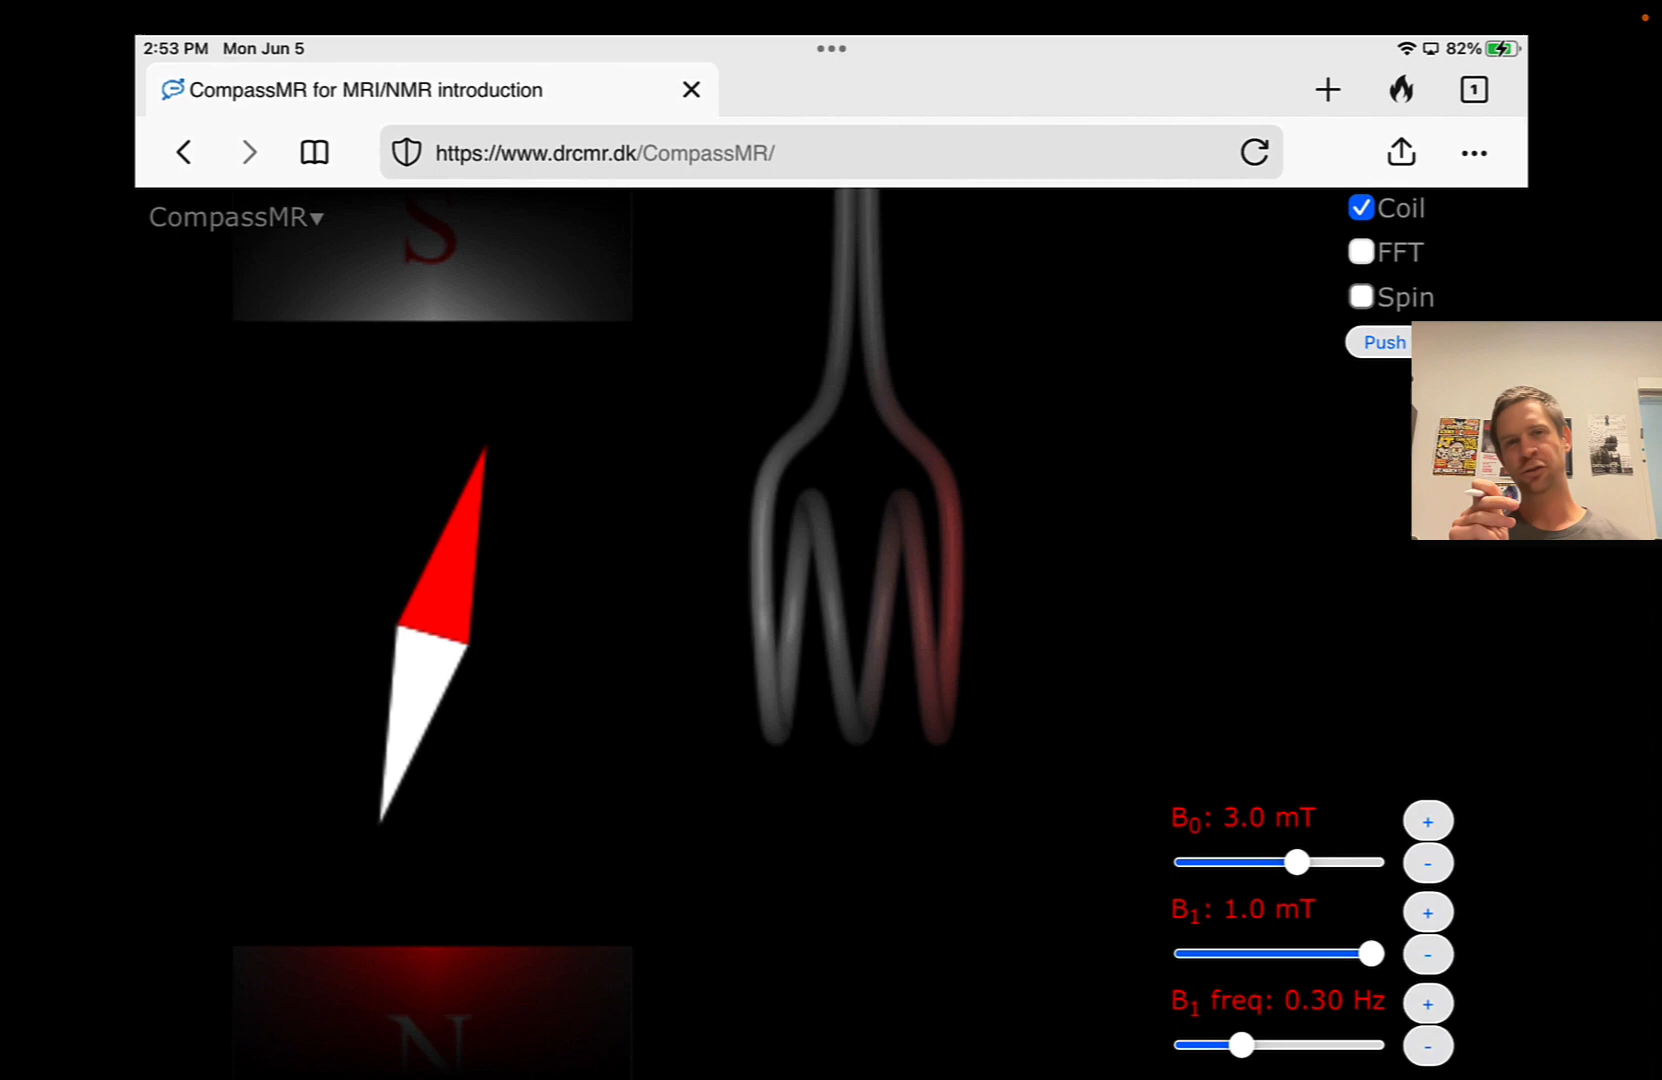 2:53 PM Mon Jun 5
82%
CompassMR for MRI/NMR introduction
1
https://www.drcmr.dk/CompassMR/
CompassMR▾
S
Coil
FFT
Spin
Push
B₀: 3.0 mT
+
-
B₁: 1.0 mT
+
-
B₁ freq: 0.30 Hz
+
-
N